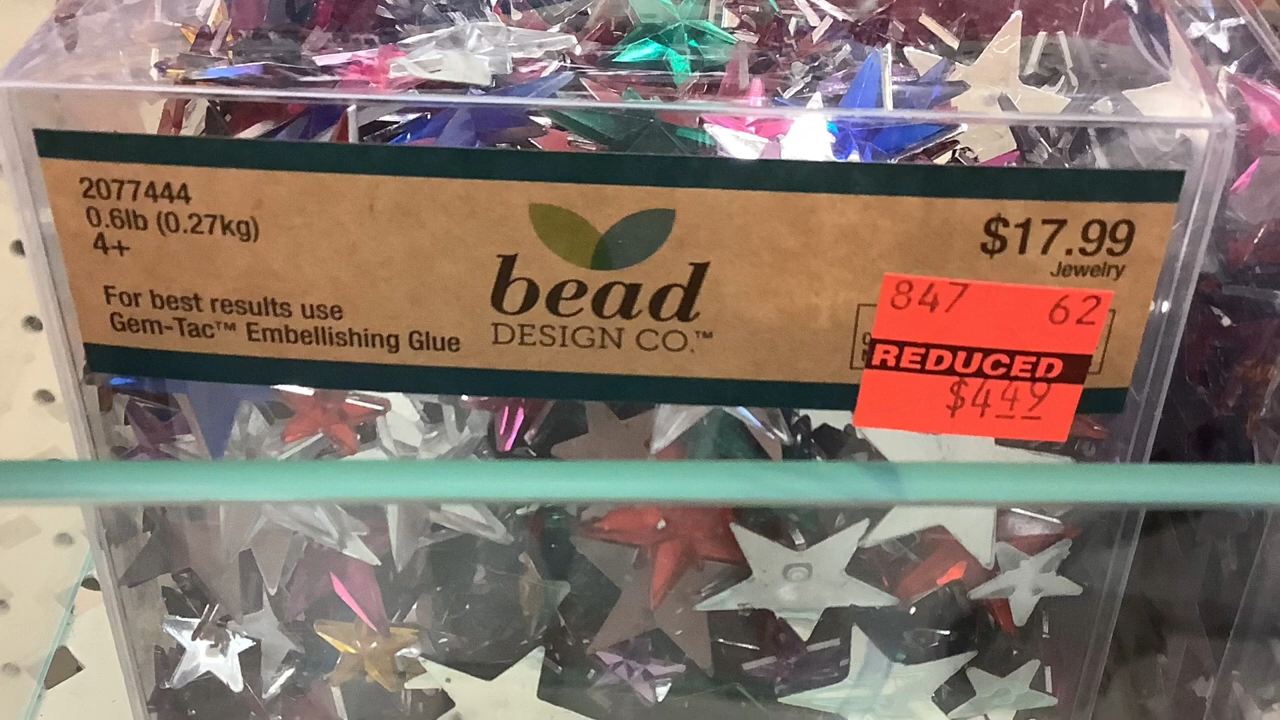 2077444
0.6lb (0.27kg)
4+
For best results use
Gem-Tac™ Embellishing Glue
bead
DESIGN CO.™
$17.99
Jewelry
847 62
REDUCED
$4.49